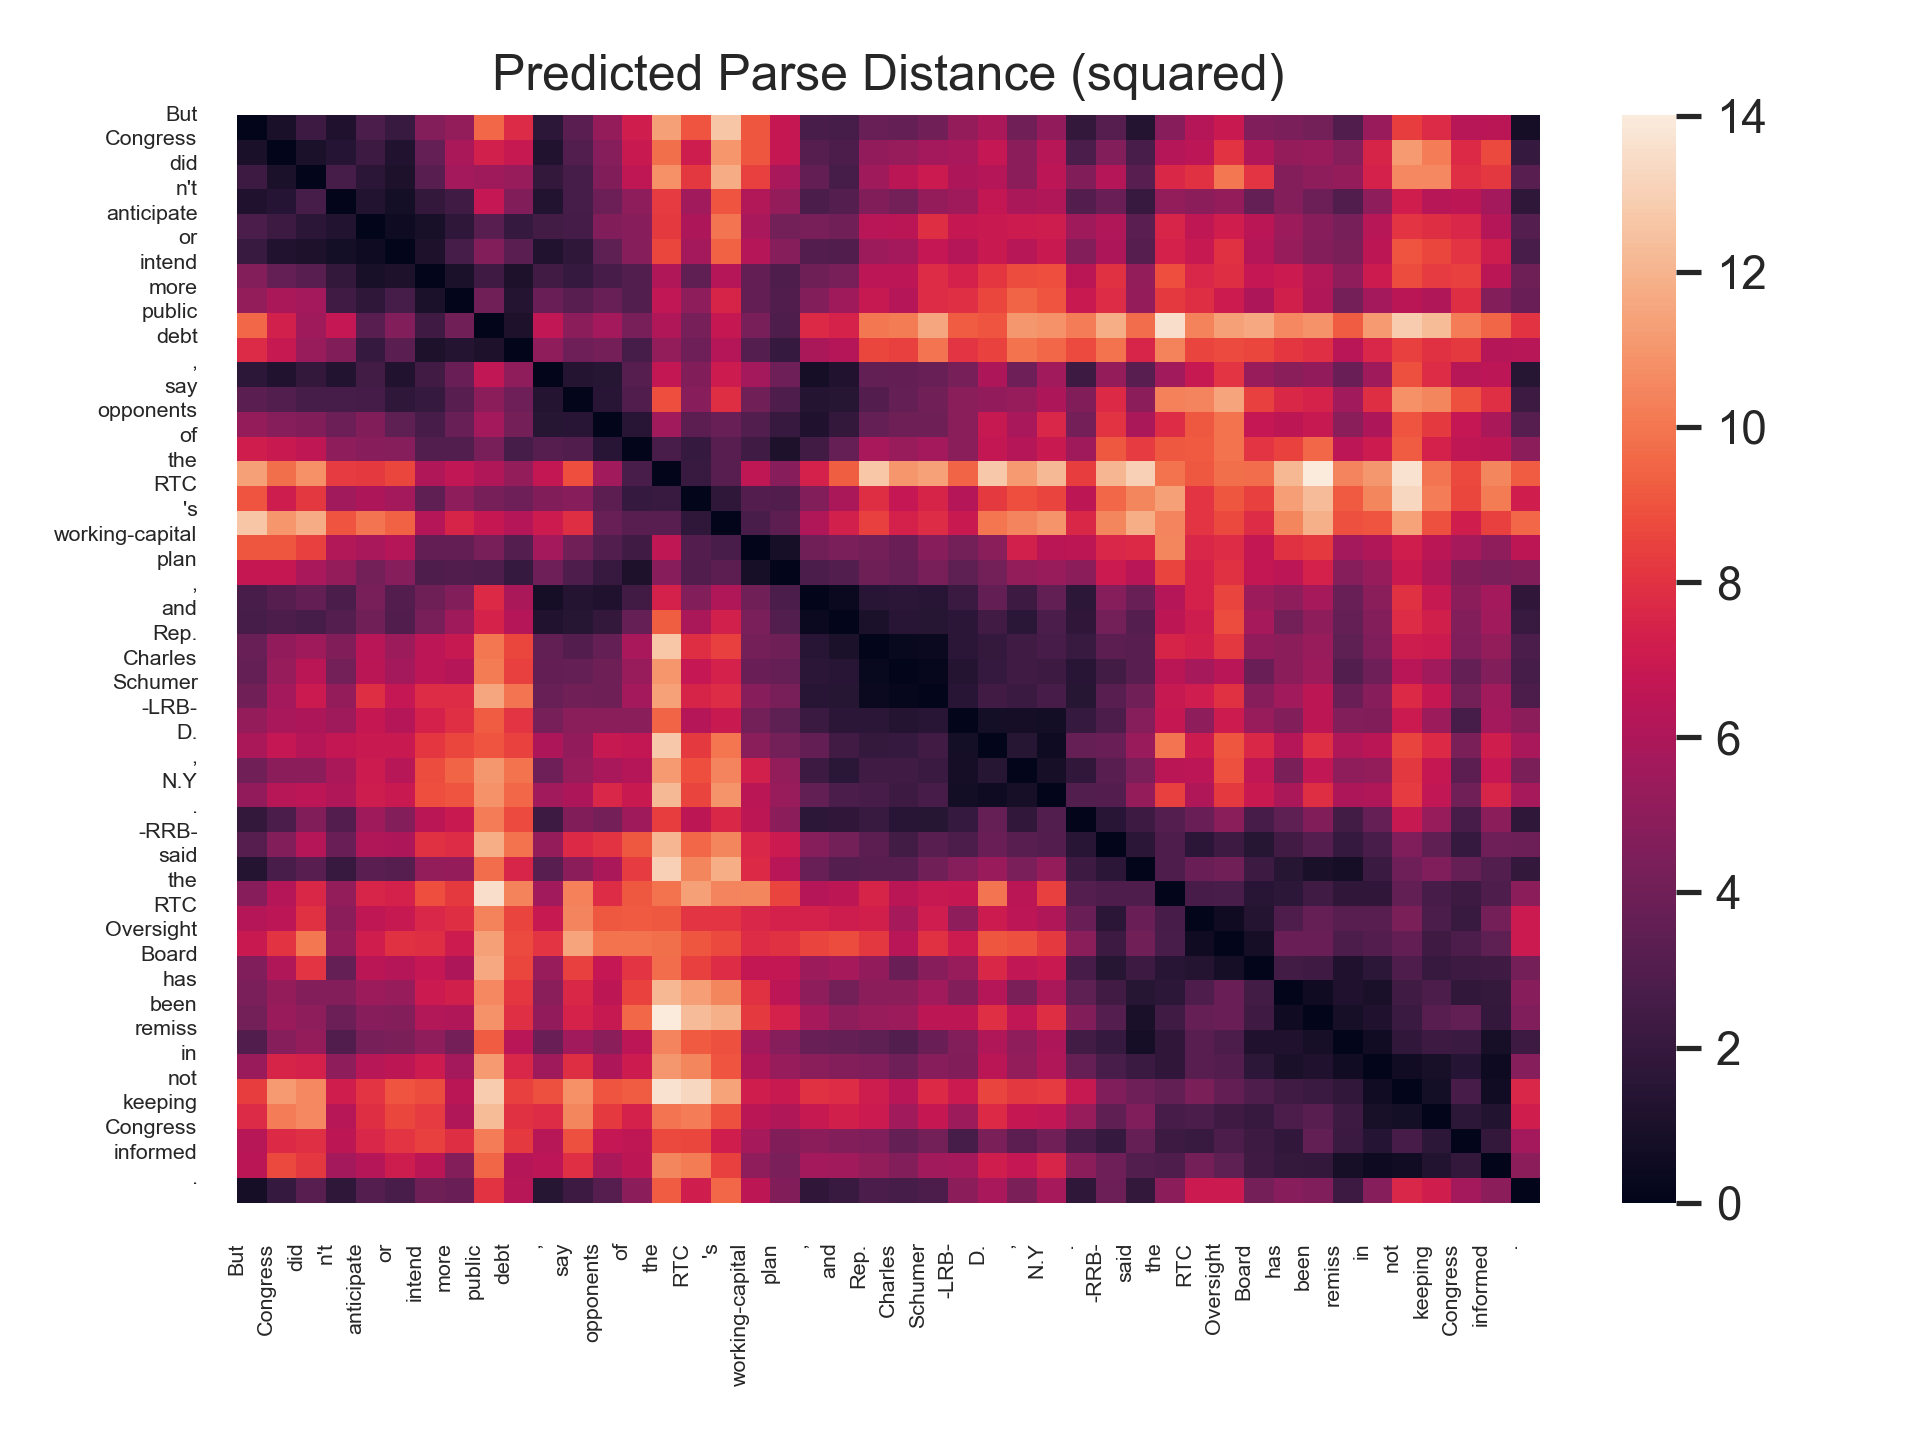 Predicted Parse Distance (squared)
But
Congress
did
n't
anticipate
or
intend
more
public
debt
,
say
opponents
of
the
RTC
's
working-capital
plan
,
and
Rep.
Charles
Schumer
-LRB-
D.
,
N.Y
.
-RRB-
said
the
RTC
Oversight
Board
has
been
remiss
in
not
keeping
Congress
informed
.
14
12
10
8
6
4
2
0
But
Congress
did
n't
anticipate
or
intend
more
public
debt
,
say
opponents
of
the
RTC
's
working-capital
plan
,
and
Rep.
Charles
Schumer
-LRB-
D.
,
N.Y
.
-RRB-
said
the
RTC
Oversight
Board
has
been
remiss
in
not
keeping
Congress
informed
.